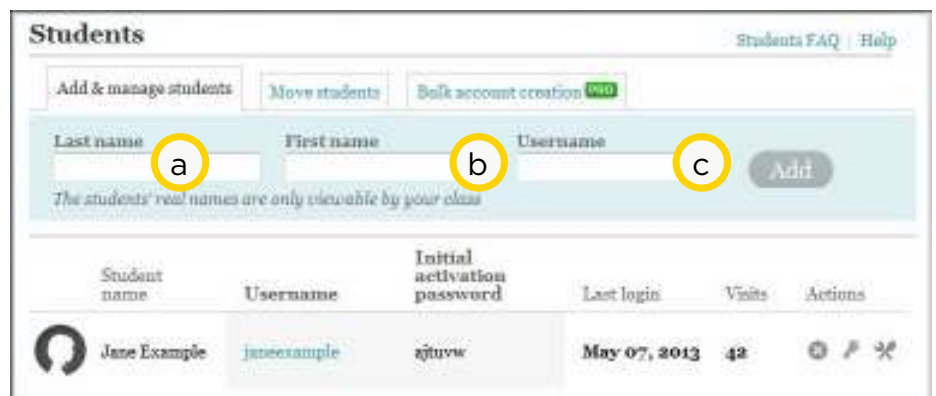 Students
Students FAQ | Help
Add & manage students
Move students
Bulk account creation PRO
Last name
First name
Username
a
b
c
Add
The students' real names are only viewable by your class
Student name
Username
Initial activation password
Last login
Visits
Actions
Jane Example
janeexample
ajtuvw
May 07, 2013
42